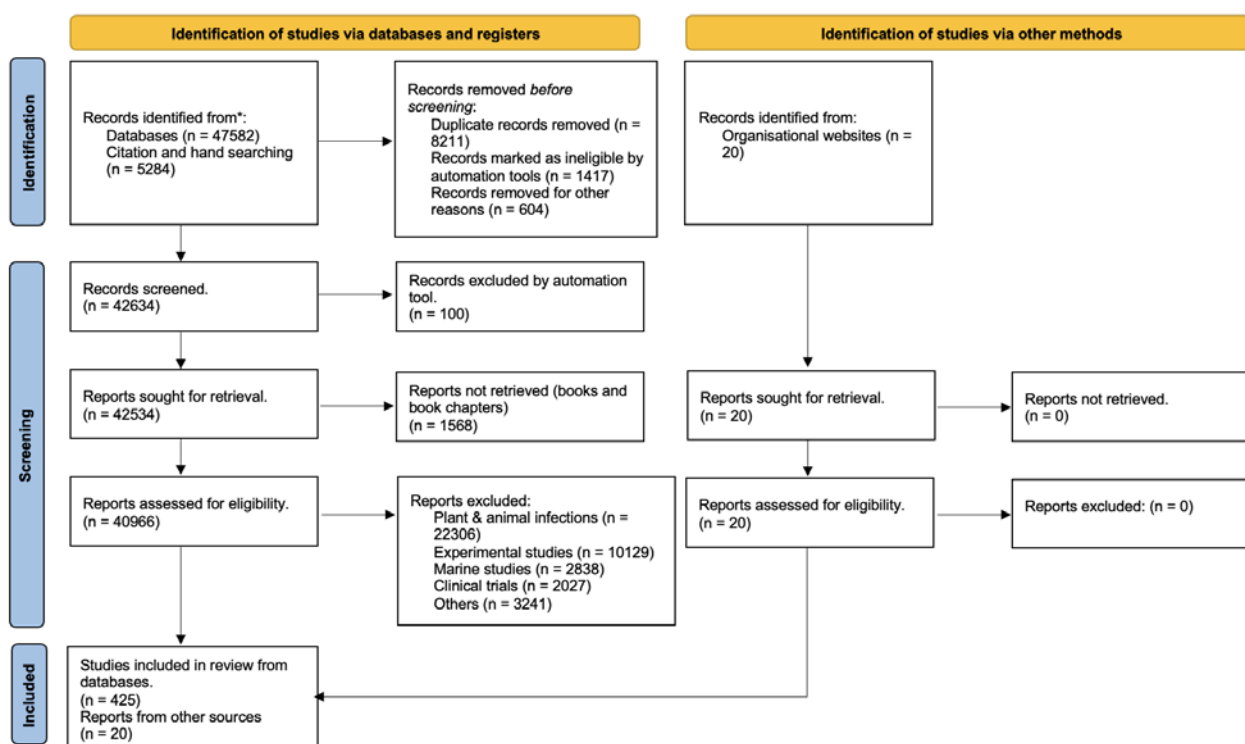 Identification of studies via databases and registers
Identification of studies via other methods
Identification
Records identified from*:
Databases (n = 47582)
Citation and hand searching
(n = 5284)
Records removed before
screening:
Duplicate records removed (n =
8211)
Records marked as ineligible by
automation tools (n = 1417)
Records removed for other
reasons (n = 604)
Records identified from:
Organisational websites (n =
20)
Screening
Records screened.
(n = 42634)
Records excluded by automation
tool.
(n = 100)
Reports sought for retrieval.
(n = 42534)
Reports not retrieved (books and
book chapters)
(n = 1568)
Reports sought for retrieval.
(n = 20)
Reports not retrieved.
(n = 0)
Reports assessed for eligibility.
(n = 40966)
Reports excluded:
Plant & animal infections (n =
22306)
Experimental studies (n = 10129)
Marine studies (n = 2838)
Clinical trials (n = 2027)
Others (n = 3241)
Reports assessed for eligibility.
(n = 20)
Reports excluded: (n = 0)
Included
Studies included in review from
databases.
(n = 425)
Reports from other sources
(n = 20)